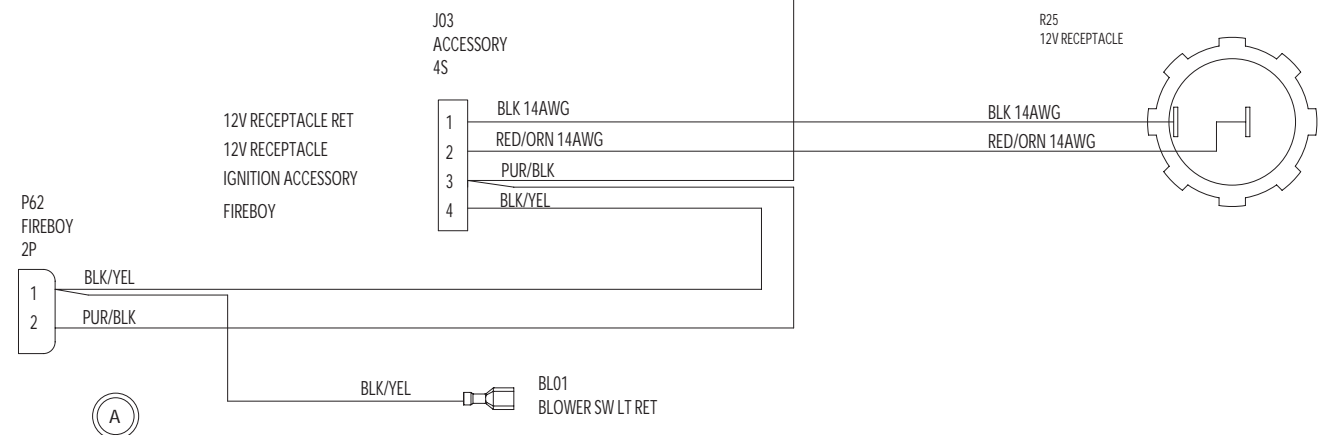 J03
ACCESSORY
4S
R25
12V RECEPTACLE
12V RECEPTACLE RET
1
BLK 14AWG
BLK 14AWG
12V RECEPTACLE
2
RED/ORN 14AWG
RED/ORN 14AWG
IGNITION ACCESSORY
3
PUR/BLK
FIREBOY
4
BLK/YEL
P62
FIREBOY
2P
1
BLK/YEL
2
PUR/BLK
BLK/YEL
BL01
BLOWER SW LT RET
A